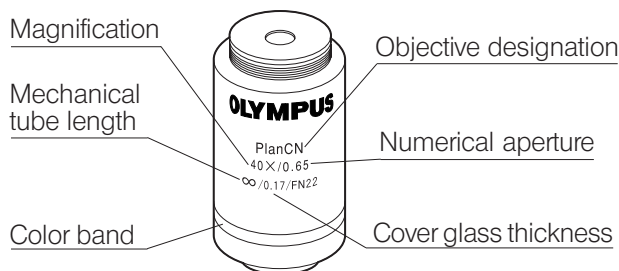 Magnification
Objective designation
Mechanical
tube length
OLYMPUS
PlanCN
40×/0.65
∞/0.17/FN22
Numerical aperture
Color band
Cover glass thickness